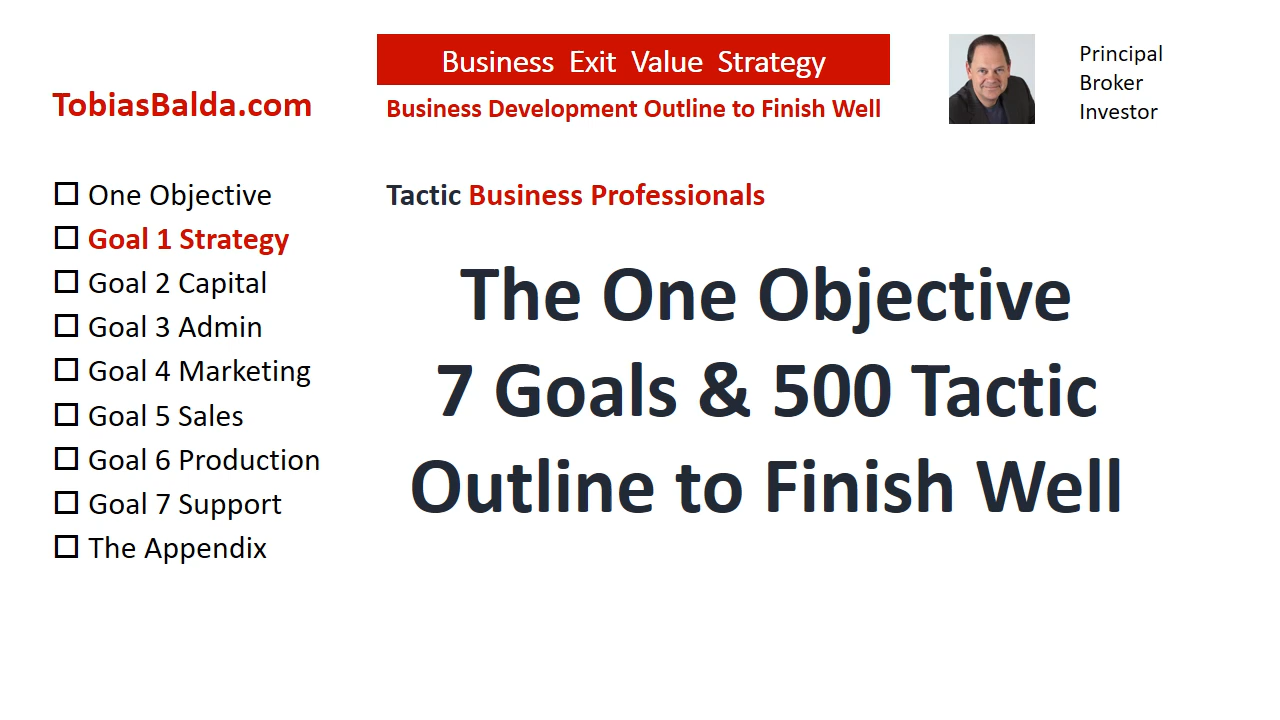 Business Exit Value Strategy
TobiasBalda.com
Business Development Outline to Finish Well
Principal
Broker
Investor
One Objective
Goal 1 Strategy
Goal 2 Capital
Goal 3 Admin
Goal 4 Marketing
Goal 5 Sales
Goal 6 Production
Goal 7 Support
The Appendix
Tactic Business Professionals
The One Objective
7 Goals & 500 Tactic
Outline to Finish Well